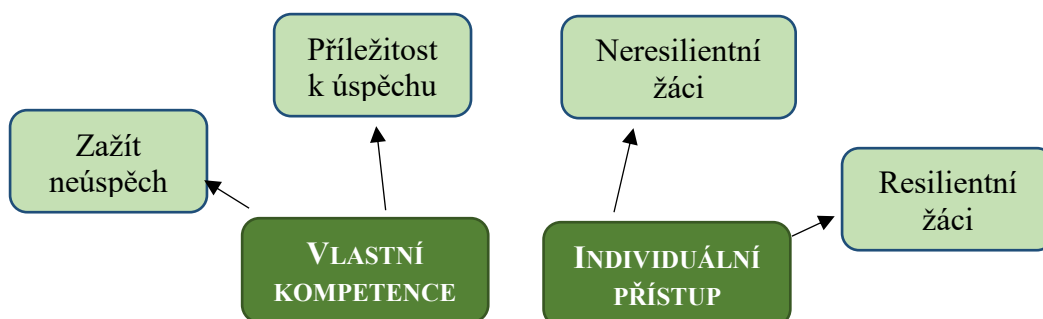 Příležitost
k úspěchu
Neresilientní
žáci
Zažít
neúspěch
Resilientní
žáci
VLASTNÍ
KOMPETENCE
INDIVIDUÁLNÍ
PŘÍSTUP